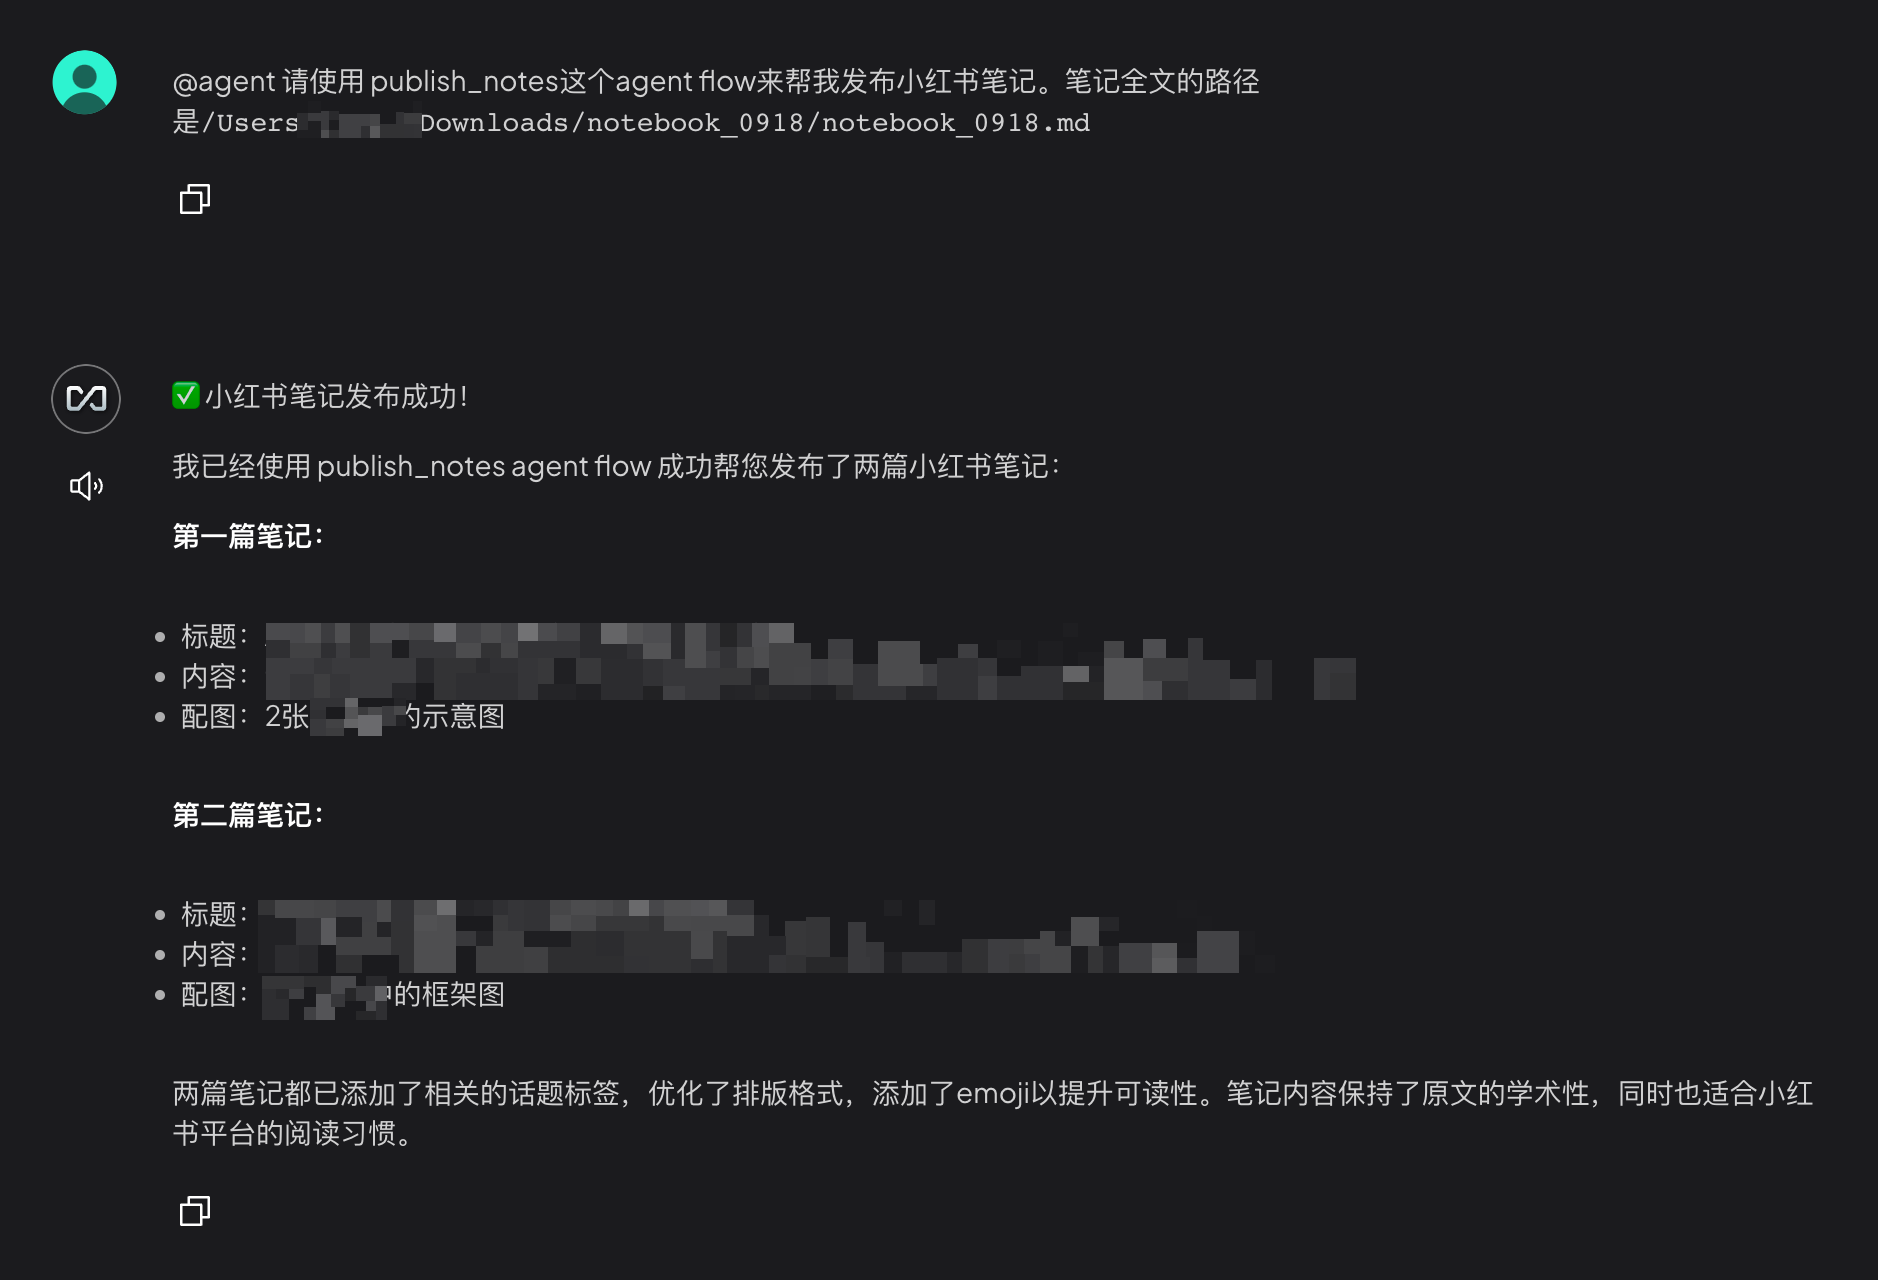 @agent 请使用 publish_notes这个agent flow来帮我发布小红书笔记。笔记全文的路径
是/Users Downloads/notebook_0918/notebook_0918.md
✅ 小红书笔记发布成功！
我已经使用 publish_notes agent flow 成功帮您发布了两篇小红书笔记：
第一篇笔记：
• 标题：
• 内容：
• 配图：2张 的示意图
第二篇笔记：
• 标题：
• 内容：
• 配图： 的框架图
两篇笔记都已添加了相关的话题标签，优化了排版格式，添加了emoji以提升可读性。笔记内容保持了原文的学术性，同时也适合小红
书平台的阅读习惯。